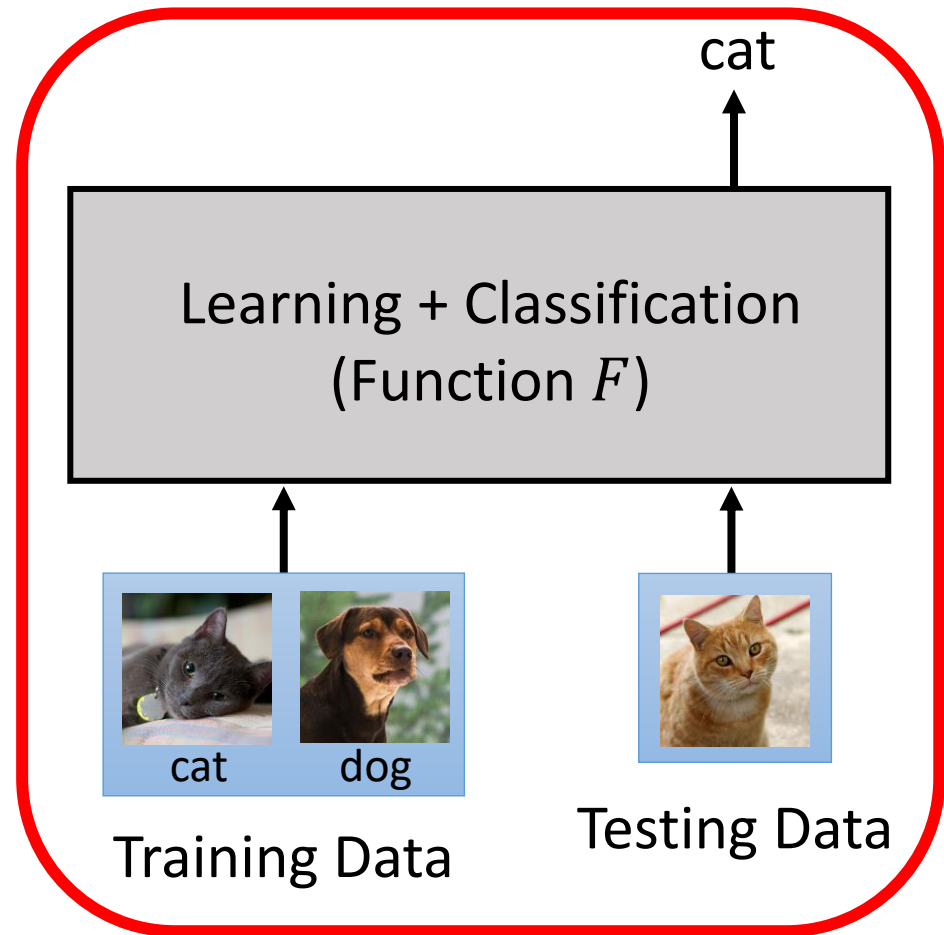 cat
Learning + Classification
(Function F)
cat
dog
Training Data
Testing Data